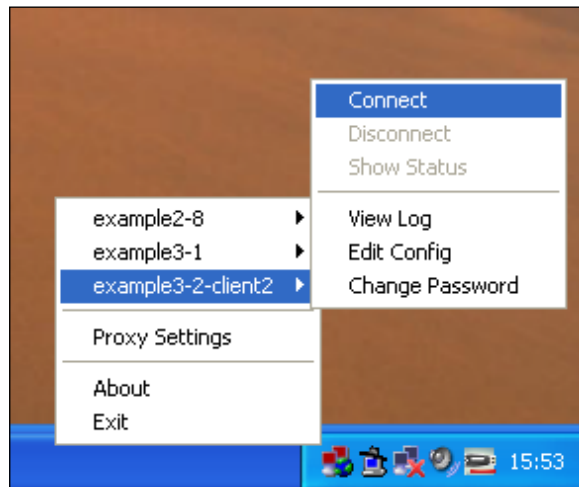 Connect
Disconnect
Show Status
View Log
Edit Config
Change Password
example2-8
example3-1
example3-2-client2
Proxy Settings
About
Exit
15:53